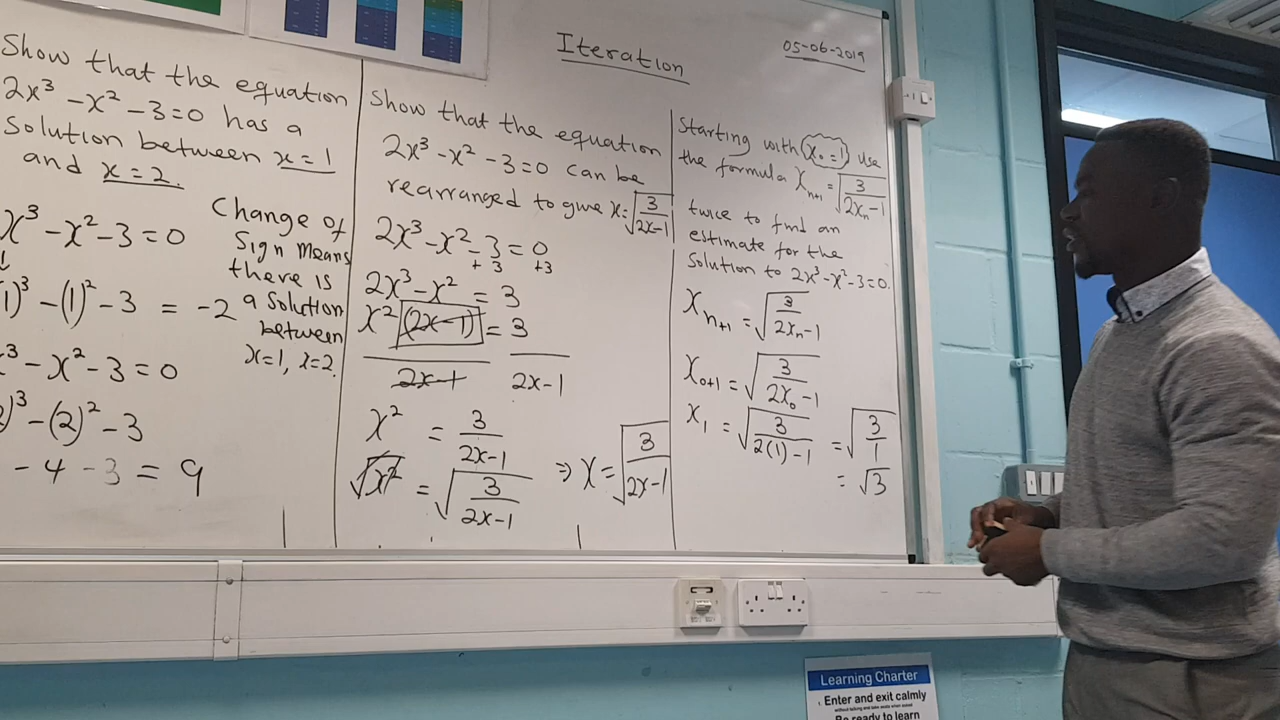 Iteration
05-06-2019
Show that the equation
2x³ - x² - 3 = 0 has a
Solution between x = 1
and x = 2.
x³ - x² - 3 = 0
1)³ - (1)² - 3 = -2
x³ - x² - 3 = 0
)³ - (2)² - 3
- 4 - 3 = 9
Change of
Sign means
there is
a Solution
between
x=1, x=2.
Show that the equation
2x³ - x² - 3 = 0 can be
rearranged to give x = √(3/(2x-1))
2x³ - x² - 3 = 0
+3 +3
2x³ - x² = 3
x² (2x-1) = 3
2x-1 2x-1
x² = 3/(2x-1)
√x² = √(3/(2x-1)) ⇒ x = √(3/(2x-1))
Starting with (x₀ = 1) use
the formula xₙ₊₁ = √(3/(2xₙ-1))
twice to find an
estimate for the
Solution to 2x³ - x² - 3 = 0.
xₙ₊₁ = √(3/(2xₙ-1))
x₀₊₁ = √(3/(2x₀-1))
x₁ = √(3/(2(1)-1)) = √(3/1)
= √3
Learning Charter
Enter and exit calmly
Be ready to learn